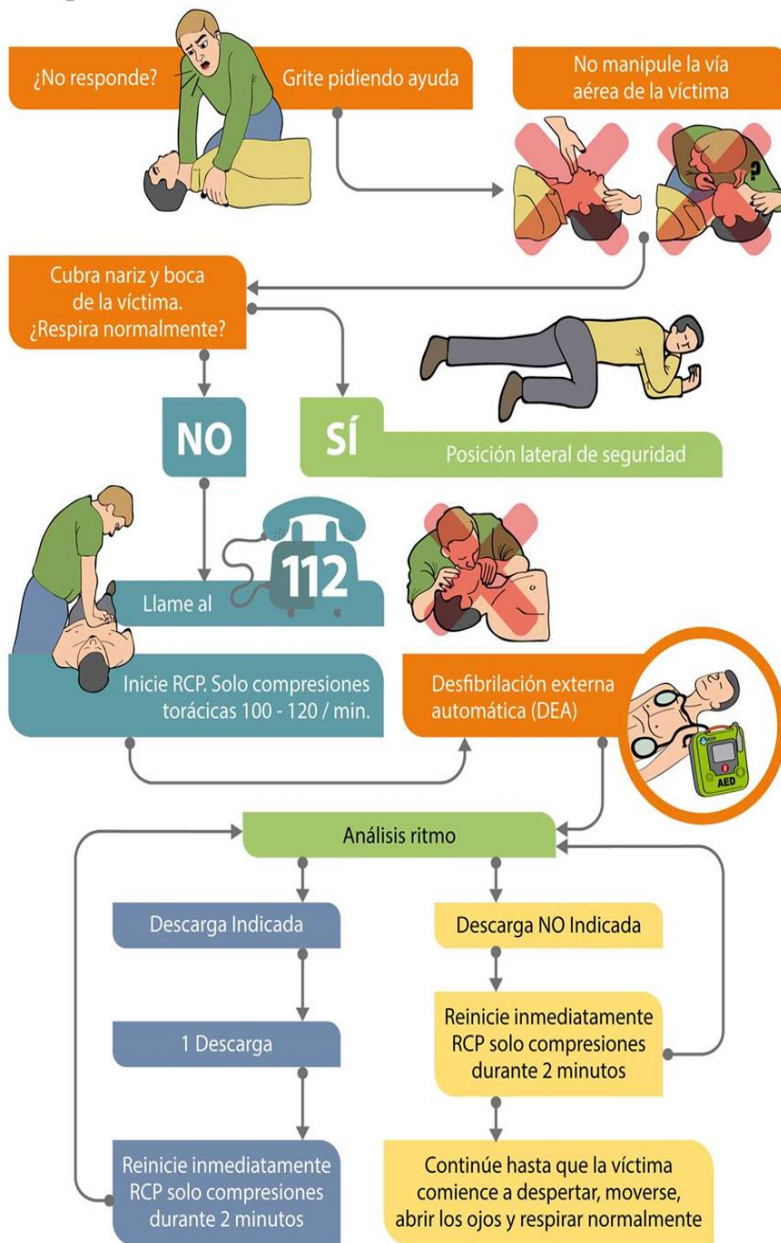 ¿No responde?
Grite pidiendo ayuda
No manipule la vía
aérea de la víctima
?
Cubra nariz y boca
de la víctima.
¿Respira normalmente?
NO
SÍ
Posición lateral de seguridad
112
Llame al
Inicie RCP. Solo compresiones
torácicas 100 - 120 / min.
Desfibrilación externa
automática (DEA)
AED
Análisis ritmo
Descarga Indicada
Descarga NO Indicada
1 Descarga
Reinicie inmediatamente
RCP solo compresiones
durante 2 minutos
Reinicie inmediatamente
RCP solo compresiones
durante 2 minutos
Continúe hasta que la víctima
comience a despertar, moverse,
abrir los ojos y respirar normalmente